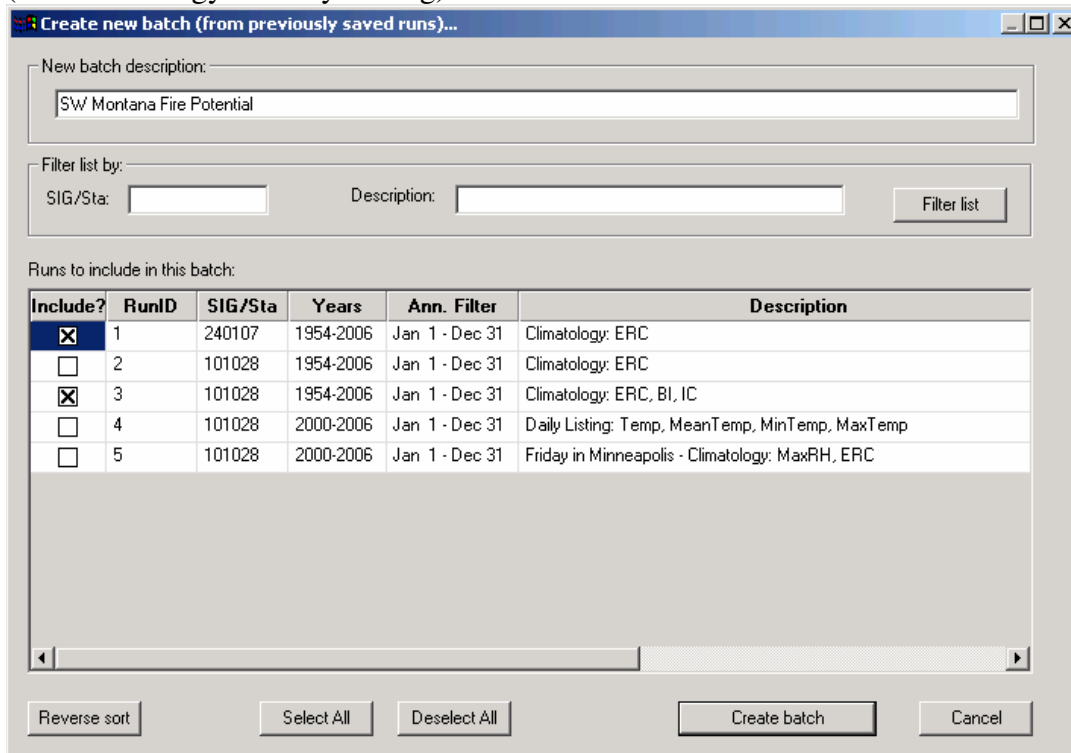 Create new batch (from previously saved runs)...
New batch description:
SW Montana Fire Potential
Filter list by:
SIG/Sta: Description: Filter list
Runs to include in this batch:
Include? RunID SIG/Sta Years Ann. Filter Description
1 240107 1954-2006 Jan 1 - Dec 31 Climatology: ERC
2 101028 1954-2006 Jan 1 - Dec 31 Climatology: ERC
3 101028 1954-2006 Jan 1 - Dec 31 Climatology: ERC, BI, IC
4 101028 2000-2006 Jan 1 - Dec 31 Daily Listing: Temp, MeanTemp, MinTemp, MaxTemp
5 101028 2000-2006 Jan 1 - Dec 31 Friday in Minneapolis - Climatology: MaxRH, ERC
Reverse sort Select All Deselect All Create batch Cancel